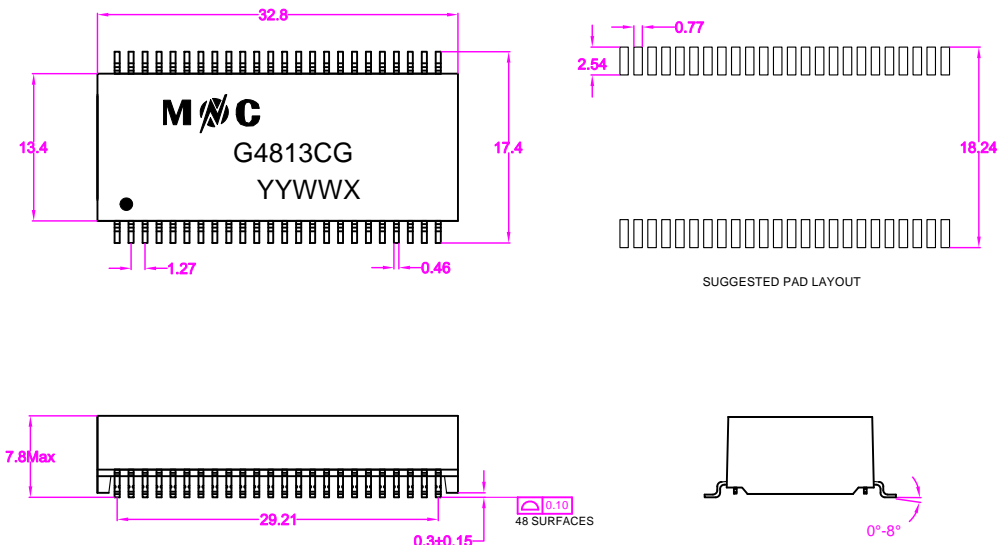 32.8
0.77
2.54
M C
G4813CG
YYWWX
13.4
17.4
18.24
1.27
0.46
SUGGESTED PAD LAYOUT
7.8Max
29.21
0.10
48 SURFACES
0.3±0.15
0°-8°